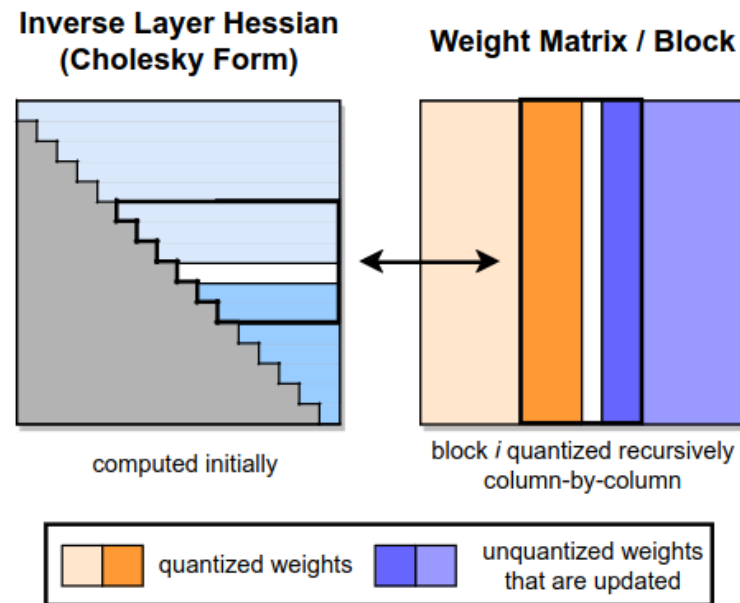 Inverse Layer Hessian
(Cholesky Form)
Weight Matrix / Block
computed initially
block i quantized recursively
column-by-column
quantized weights
unquantized weights
that are updated